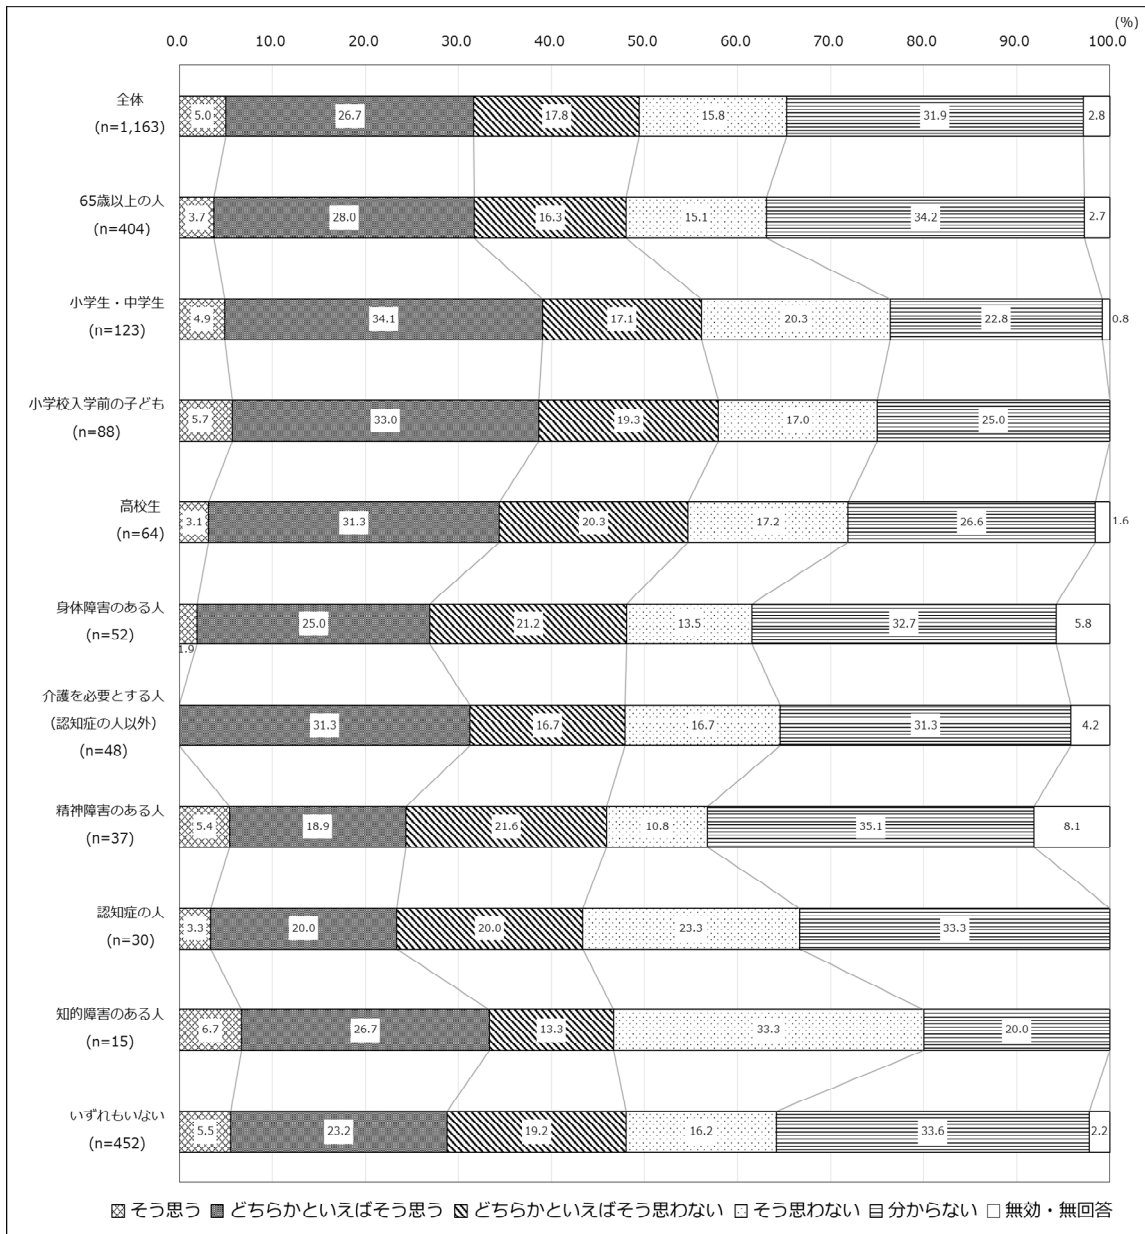 (%)
0.0 10.0 20.0 30.0 40.0 50.0 60.0 70.0 80.0 90.0 100.0
全体
(n=1,163)
5.0 26.7 17.8 15.8 31.9 2.8
65歳以上の人
(n=404)
3.7 28.0 16.3 15.1 34.2 2.7
小学生・中学生
(n=123)
4.9 34.1 17.1 20.3 22.8 0.8
小学校入学前の子ども
(n=88)
5.7 33.0 19.3 17.0 25.0
高校生
(n=64)
3.1 31.3 20.3 17.2 26.6 1.6
身体障害のある人
(n=52)
1.9 25.0 21.2 13.5 32.7 5.8
介護を必要とする人
(認知症の人以外)
(n=48)
31.3 16.7 16.7 31.3 4.2
精神障害のある人
(n=37)
5.4 18.9 21.6 10.8 35.1 8.1
認知症の人
(n=30)
3.3 20.0 20.0 23.3 33.3
知的障害のある人
(n=15)
6.7 26.7 13.3 33.3 20.0
いずれもいない
(n=452)
5.5 23.2 19.2 16.2 33.6 2.2
そう思う どちらかといえばそう思う どちらかといえばそう思わない そう思わない 分からない 無効・無回答